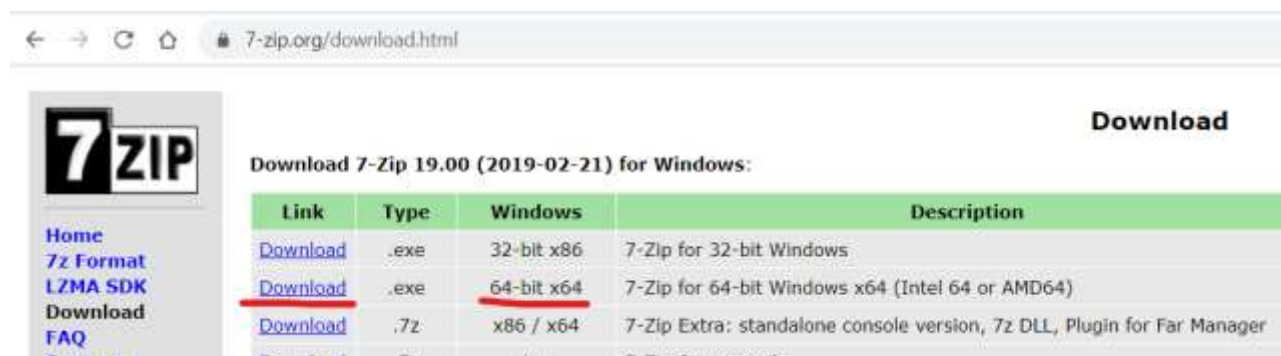 7-zip.org/download.html
7ZIP
Download
Download 7-Zip 19.00 (2019-02-21) for Windows:
Link Type Windows Description
Home
7z Format
LZMA SDK
Download
FAQ
Download .exe 32-bit x86 7-Zip for 32-bit Windows
Download .exe 64-bit x64 7-Zip for 64-bit Windows x64 (Intel 64 or AMD64)
Download .7z x86 / x64 7-Zip Extra: standalone console version, 7z DLL, Plugin for Far Manager